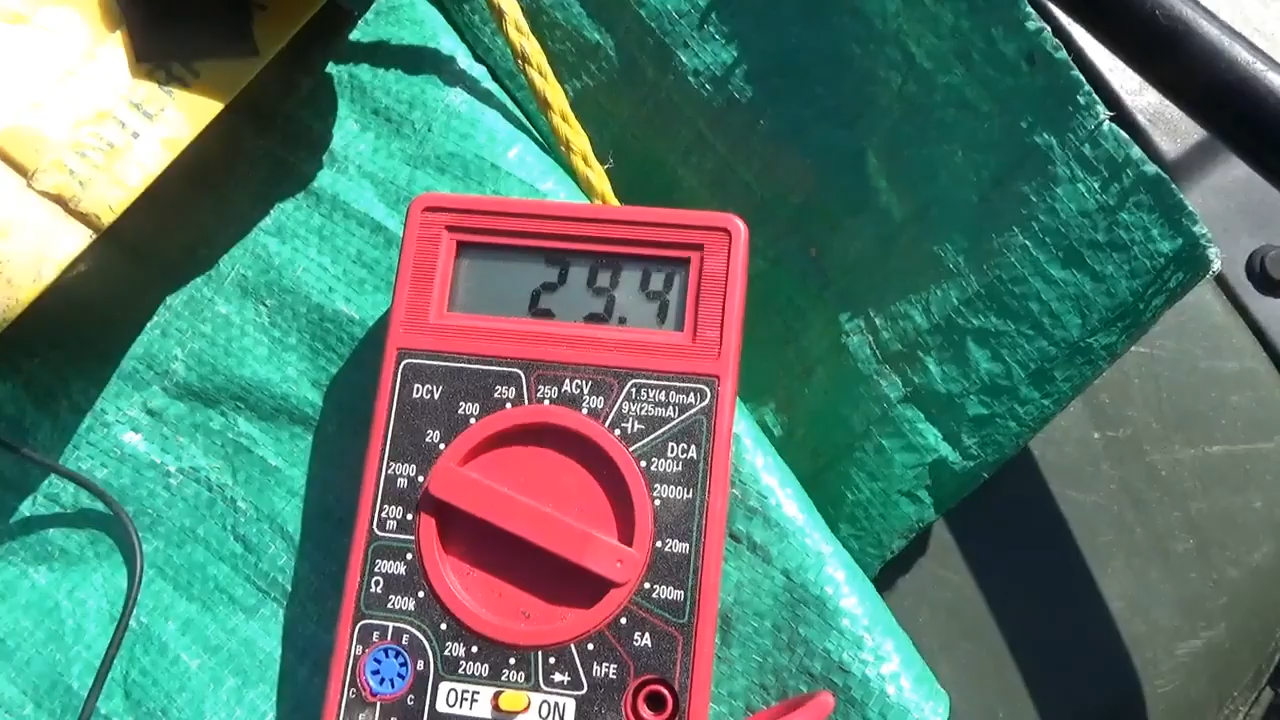 29.4
DCV
250
250
ACV
200
200
1.5V(4.0mA)
9V(25mA)
20
DCA
200µ
2000
m
2000µ
200
m
20m
2000k
Ω
200k
200m
5A
20k
2000
200
hFE
E
E
B
B
C
C
OFF
ON